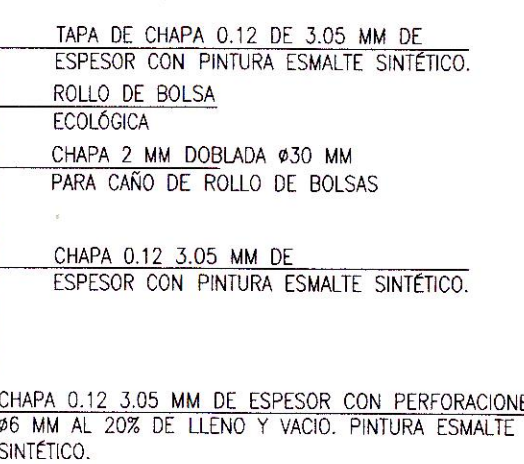 TAPA DE CHAPA 0.12 DE 3.05 MM DE
ESPESOR CON PINTURA ESMALTE SINTÉTICO.
ROLLO DE BOLSA
ECOLÓGICA
CHAPA 2 MM DOBLADA ø30 MM
PARA CAÑO DE ROLLO DE BOLSAS
CHAPA 0.12 3.05 MM DE
ESPESOR CON PINTURA ESMALTE SINTÉTICO.
CHAPA 0.12 3.05 MM DE ESPESOR CON PERFORACIONE
ø6 MM AL 20% DE LLENO Y VACIO. PINTURA ESMALTE
SINTÉTICO.